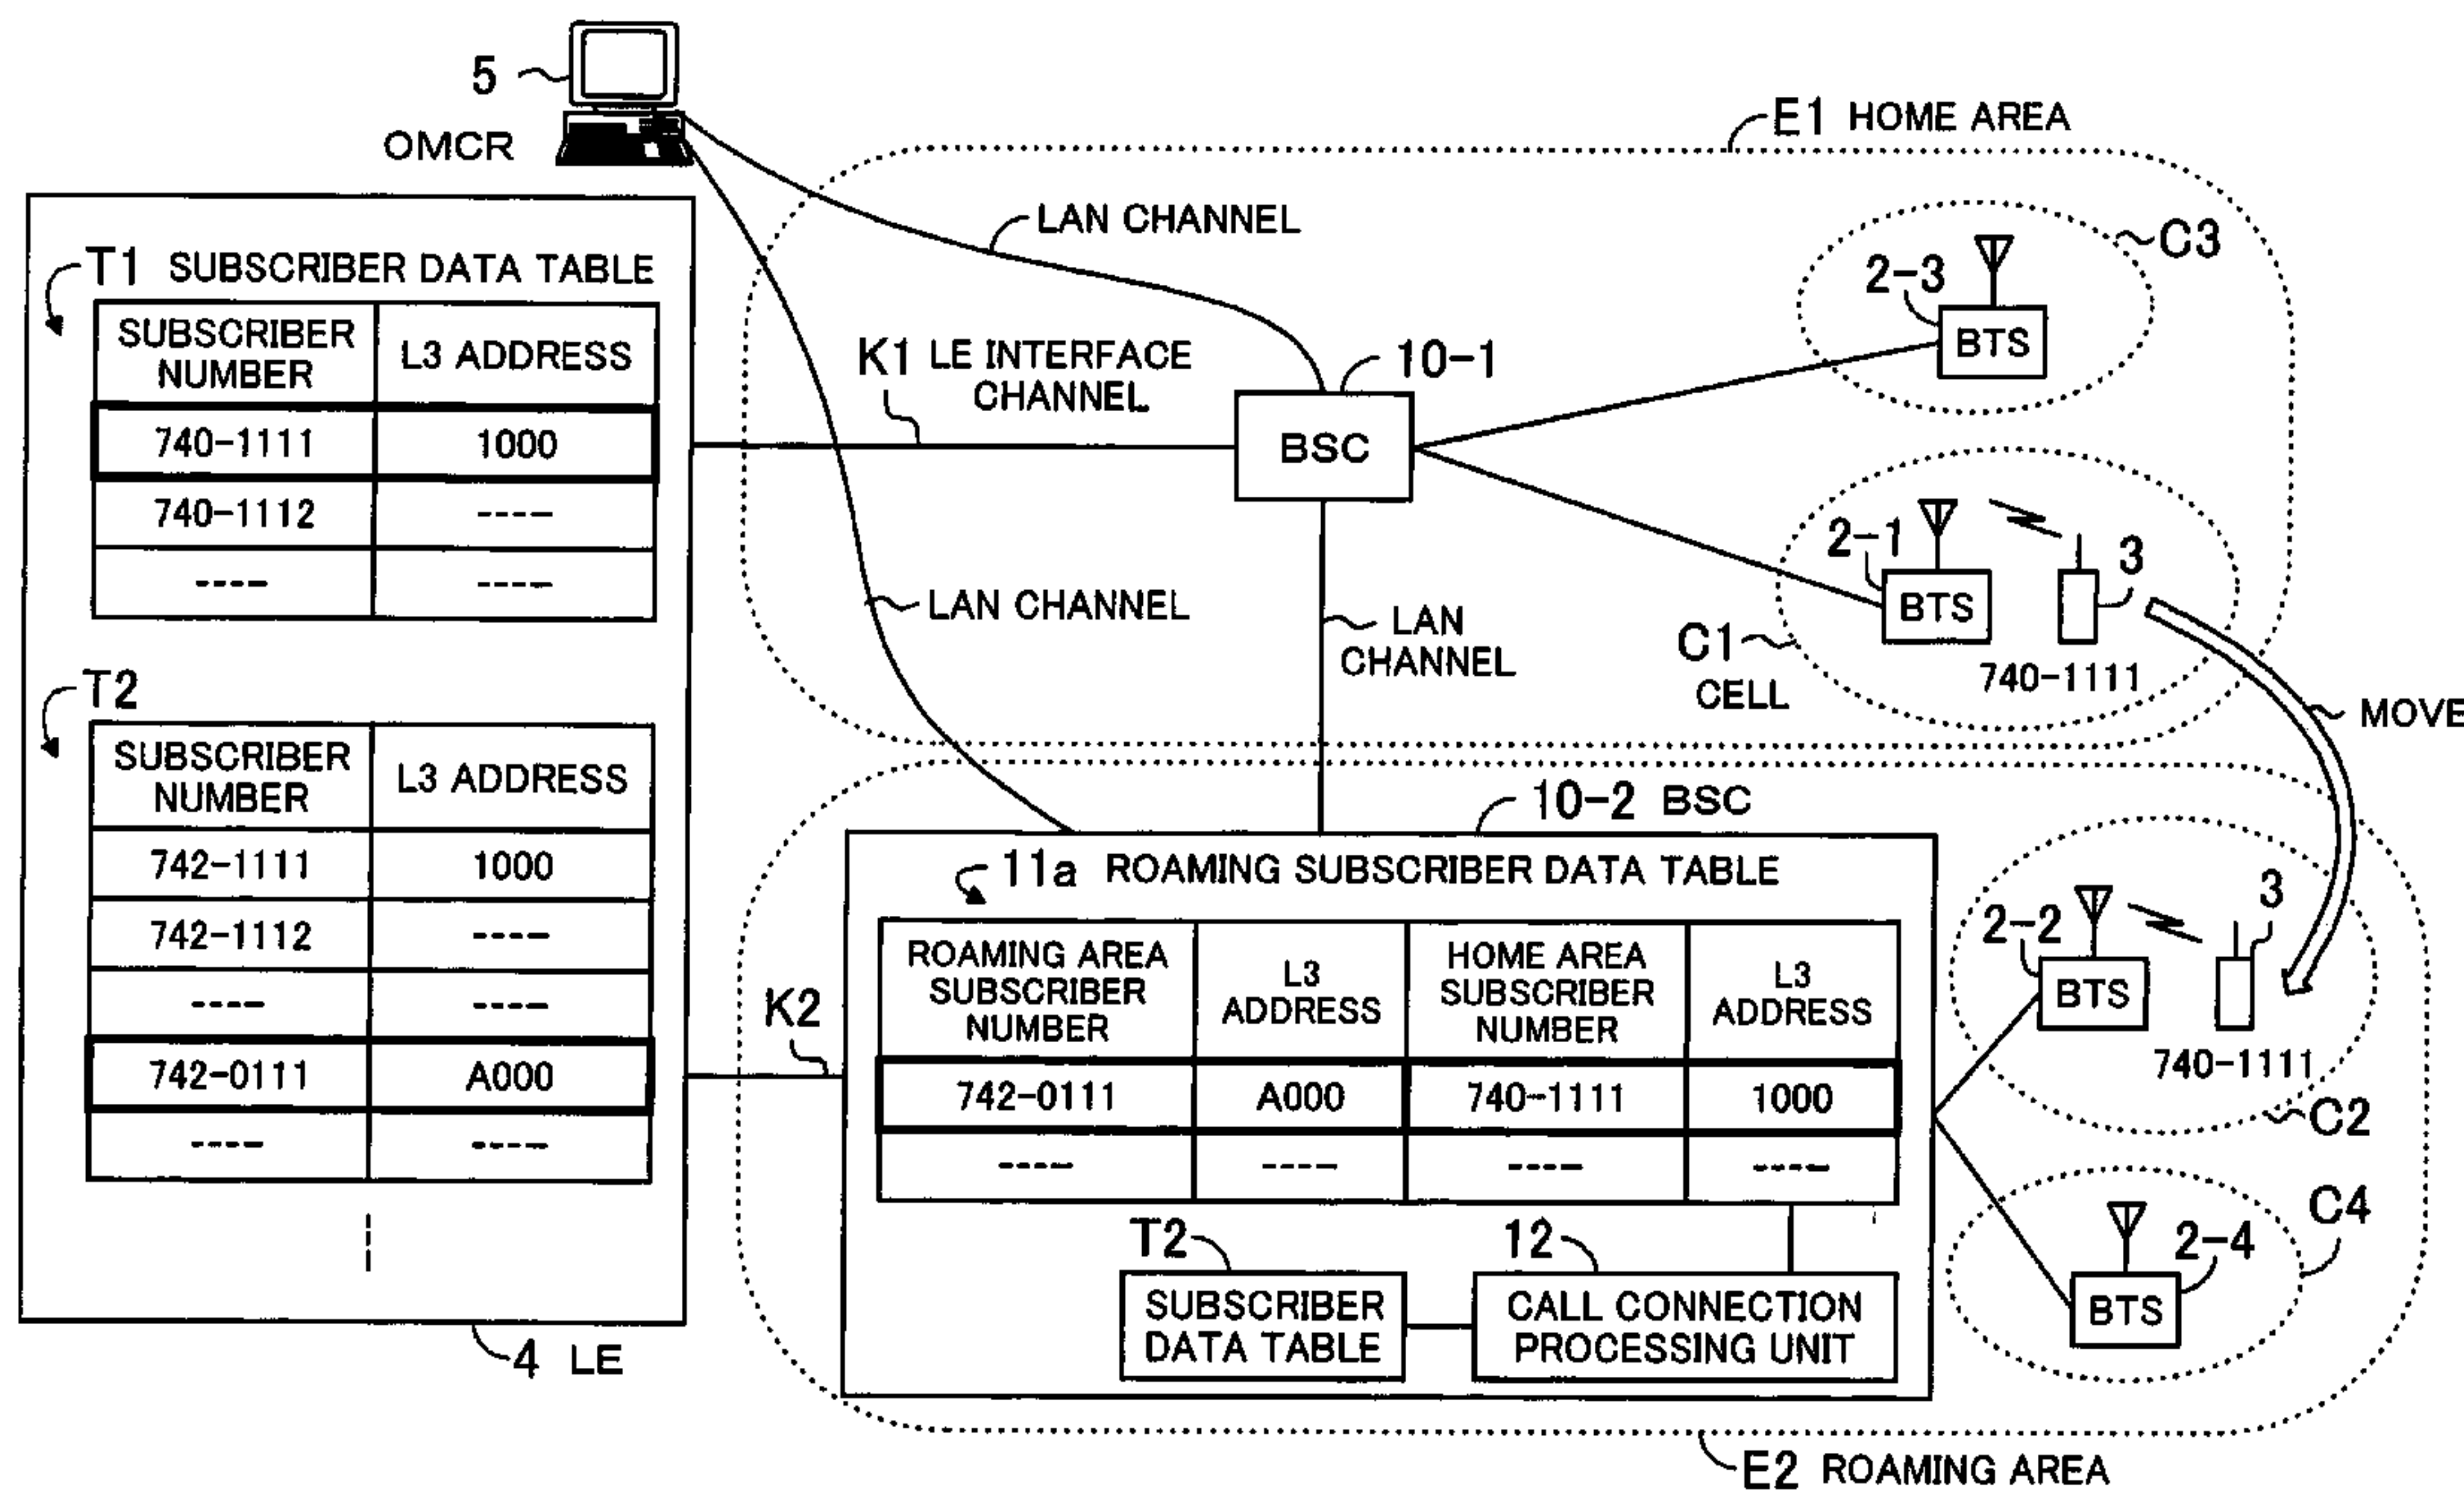 5
OMCR
E1 HOME AREA
LAN CHANNEL
C3
2-3
BTS
T1 SUBSCRIBER DATA TABLE
SUBSCRIBER NUMBER
L3 ADDRESS
740-1111 1000
740-1112 ----
---- ----
K1 LE INTERFACE
CHANNEL
10-1
BSC
2-1
BTS
3
C1
CELL
740-1111
LAN CHANNEL
LAN
CHANNEL
MOVE
T2
SUBSCRIBER
NUMBER
L3 ADDRESS
742-1111 1000
742-1112 ----
---- ----
742-0111 A000
---- ----
4 LE
K2
10-2 BSC
11a ROAMING SUBSCRIBER DATA TABLE
ROAMING AREA
SUBSCRIBER
NUMBER
L3
ADDRESS
HOME AREA
SUBSCRIBER
NUMBER
L3
ADDRESS
742-0111 A000 740-1111 1000
---- ---- ---- ----
T2
SUBSCRIBER
DATA TABLE
12
CALL CONNECTION
PROCESSING UNIT
2-2
BTS
3
740-1111
C2
C4
2-4
BTS
E2 ROAMING AREA